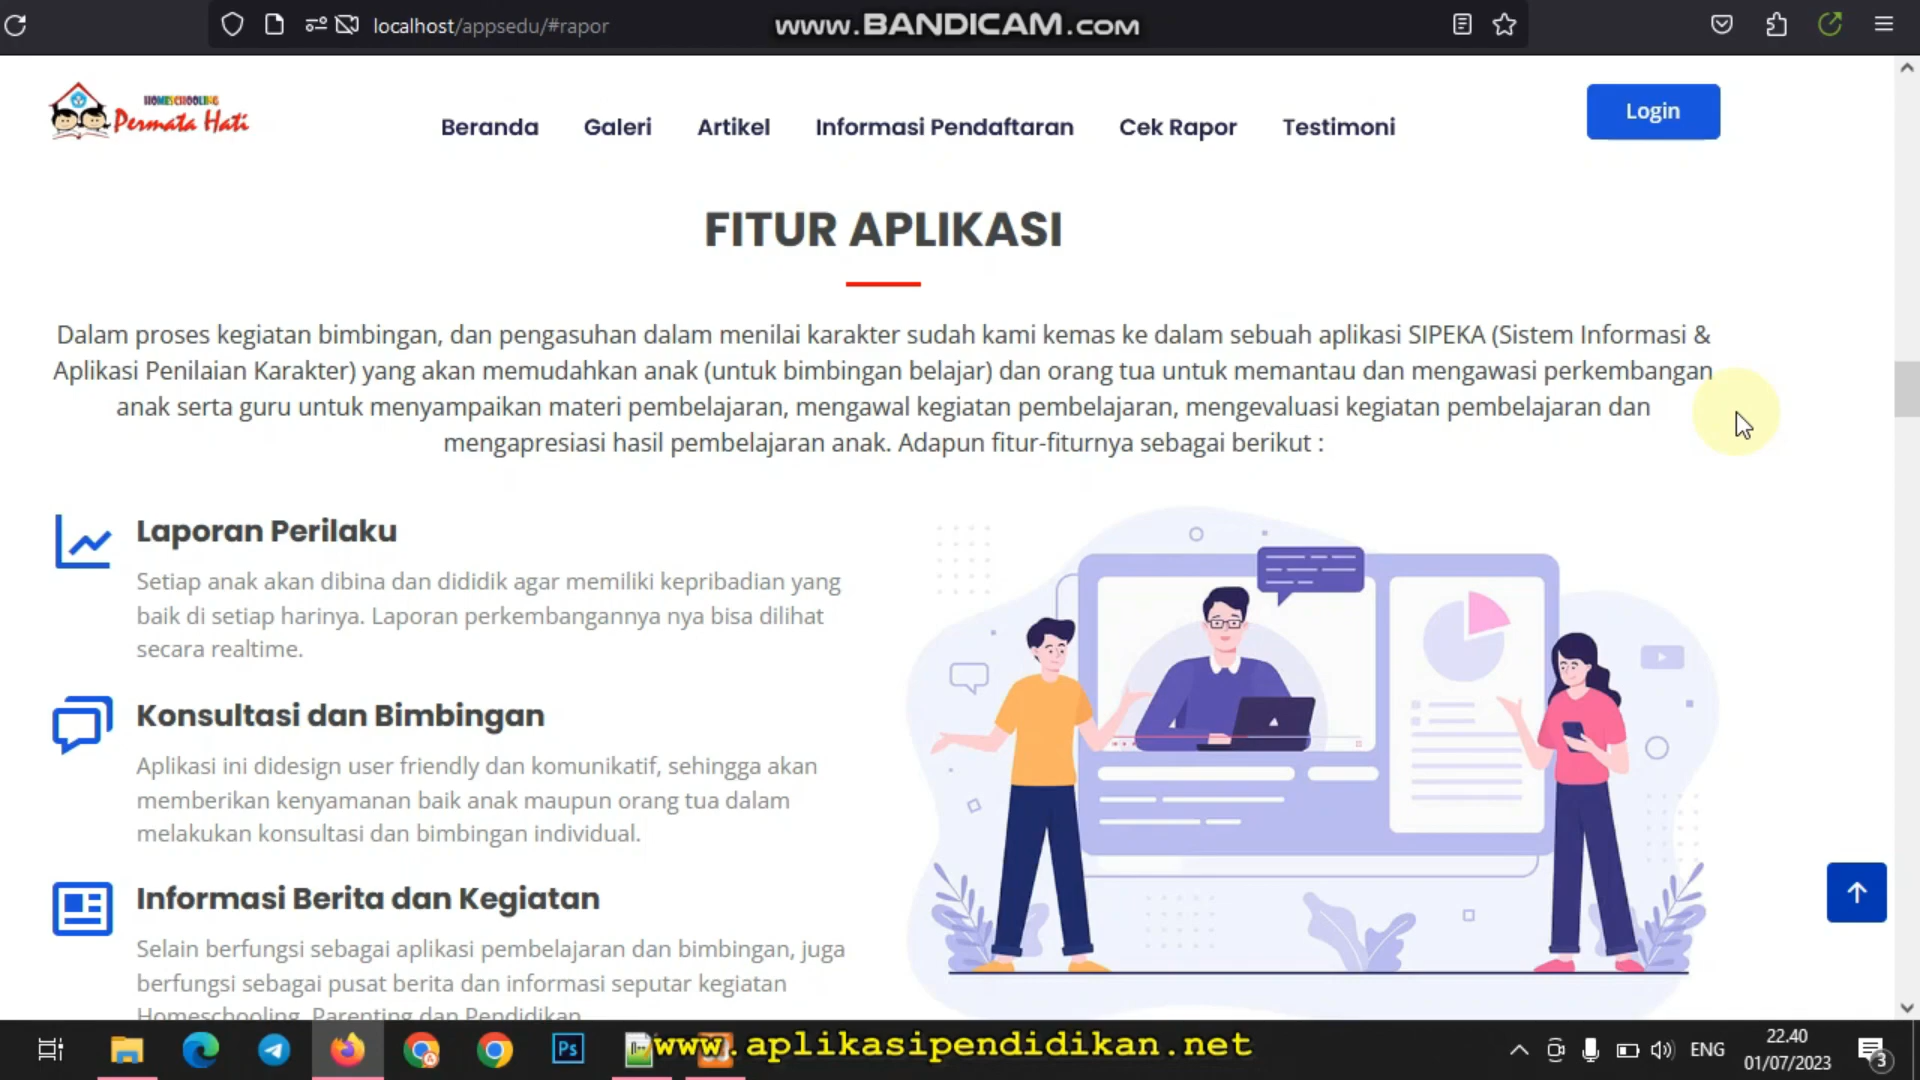 localhost/appsedu/#rapor
www.BANDICAM.com
HOMESCHOOLING
Permata Hati
Beranda
Galeri
Artikel
Informasi Pendaftaran
Cek Rapor
Testimoni
Login
FITUR APLIKASI
Dalam proses kegiatan bimbingan, dan pengasuhan dalam menilai karakter sudah kami kemas ke dalam sebuah aplikasi SIPEKA (Sistem Informasi &
Aplikasi Penilaian Karakter) yang akan memudahkan anak (untuk bimbingan belajar) dan orang tua untuk memantau dan mengawasi perkembangan
anak serta guru untuk menyampaikan materi pembelajaran, mengawal kegiatan pembelajaran, mengevaluasi kegiatan pembelajaran dan
mengapresiasi hasil pembelajaran anak. Adapun fitur-fiturnya sebagai berikut :
Laporan Perilaku
Setiap anak akan dibina dan dididik agar memiliki kepribadian yang
baik di setiap harinya. Laporan perkembangannya nya bisa dilihat
secara realtime.
Konsultasi dan Bimbingan
Aplikasi ini didesign user friendly dan komunikatif, sehingga akan
memberikan kenyamanan baik anak maupun orang tua dalam
melakukan konsultasi dan bimbingan individual.
Informasi Berita dan Kegiatan
Selain berfungsi sebagai aplikasi pembelajaran dan bimbingan, juga
berfungsi sebagai pusat berita dan informasi seputar kegiatan
Homeschooling, Parenting dan Pendidikan
Ps
www.aplikasipendidikan.net
ENG
22.40
01/07/2023
3